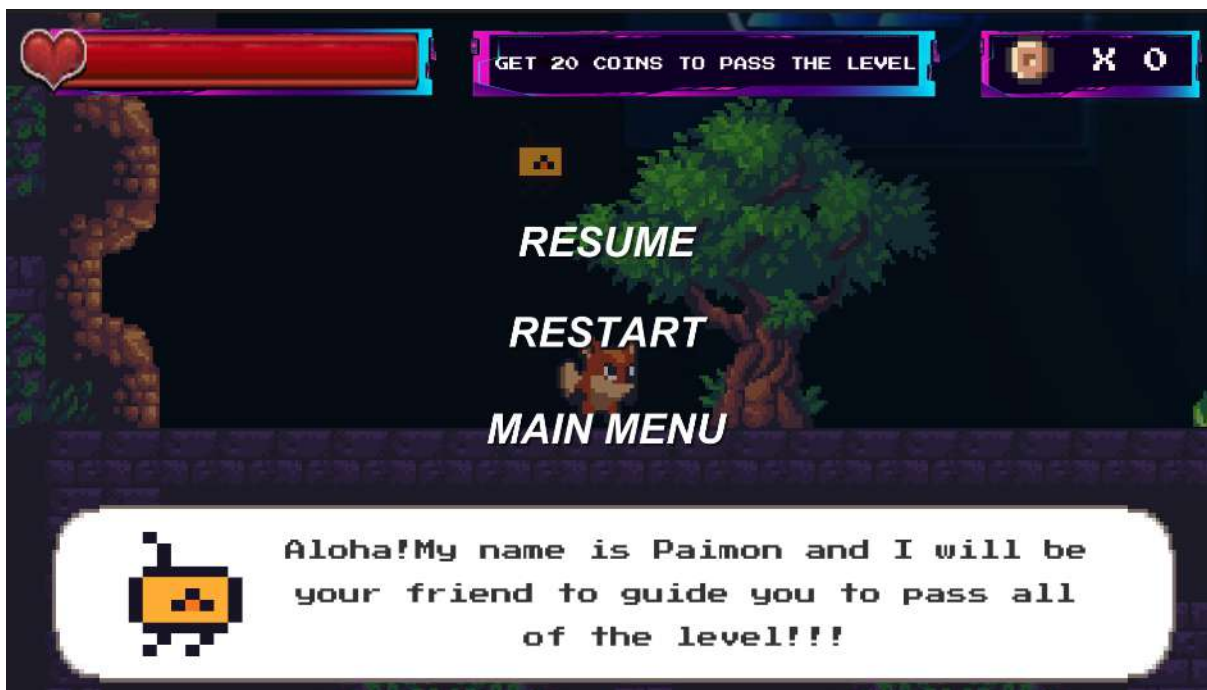 GET 20 COINS TO PASS THE LEVEL
X 0
RESUME
RESTART
MAIN MENU
Aloha!My name is Paimon and I will be
your friend to guide you to pass all
of the level!!!